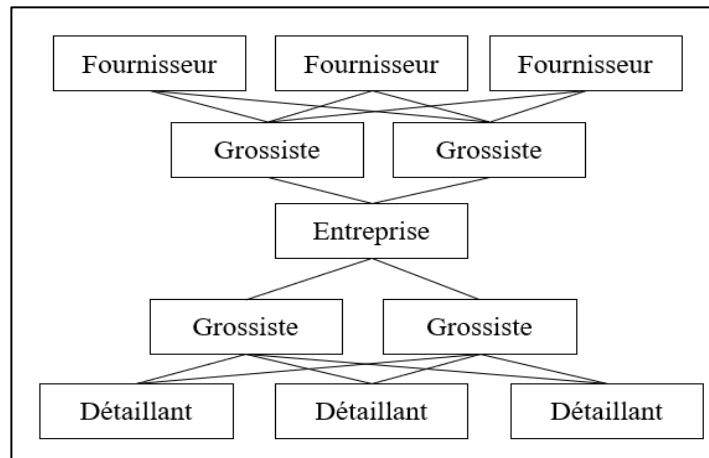 Fournisseur Fournisseur Fournisseur
Grossiste Grossiste
Entreprise
Grossiste Grossiste
Détaillant Détaillant Détaillant